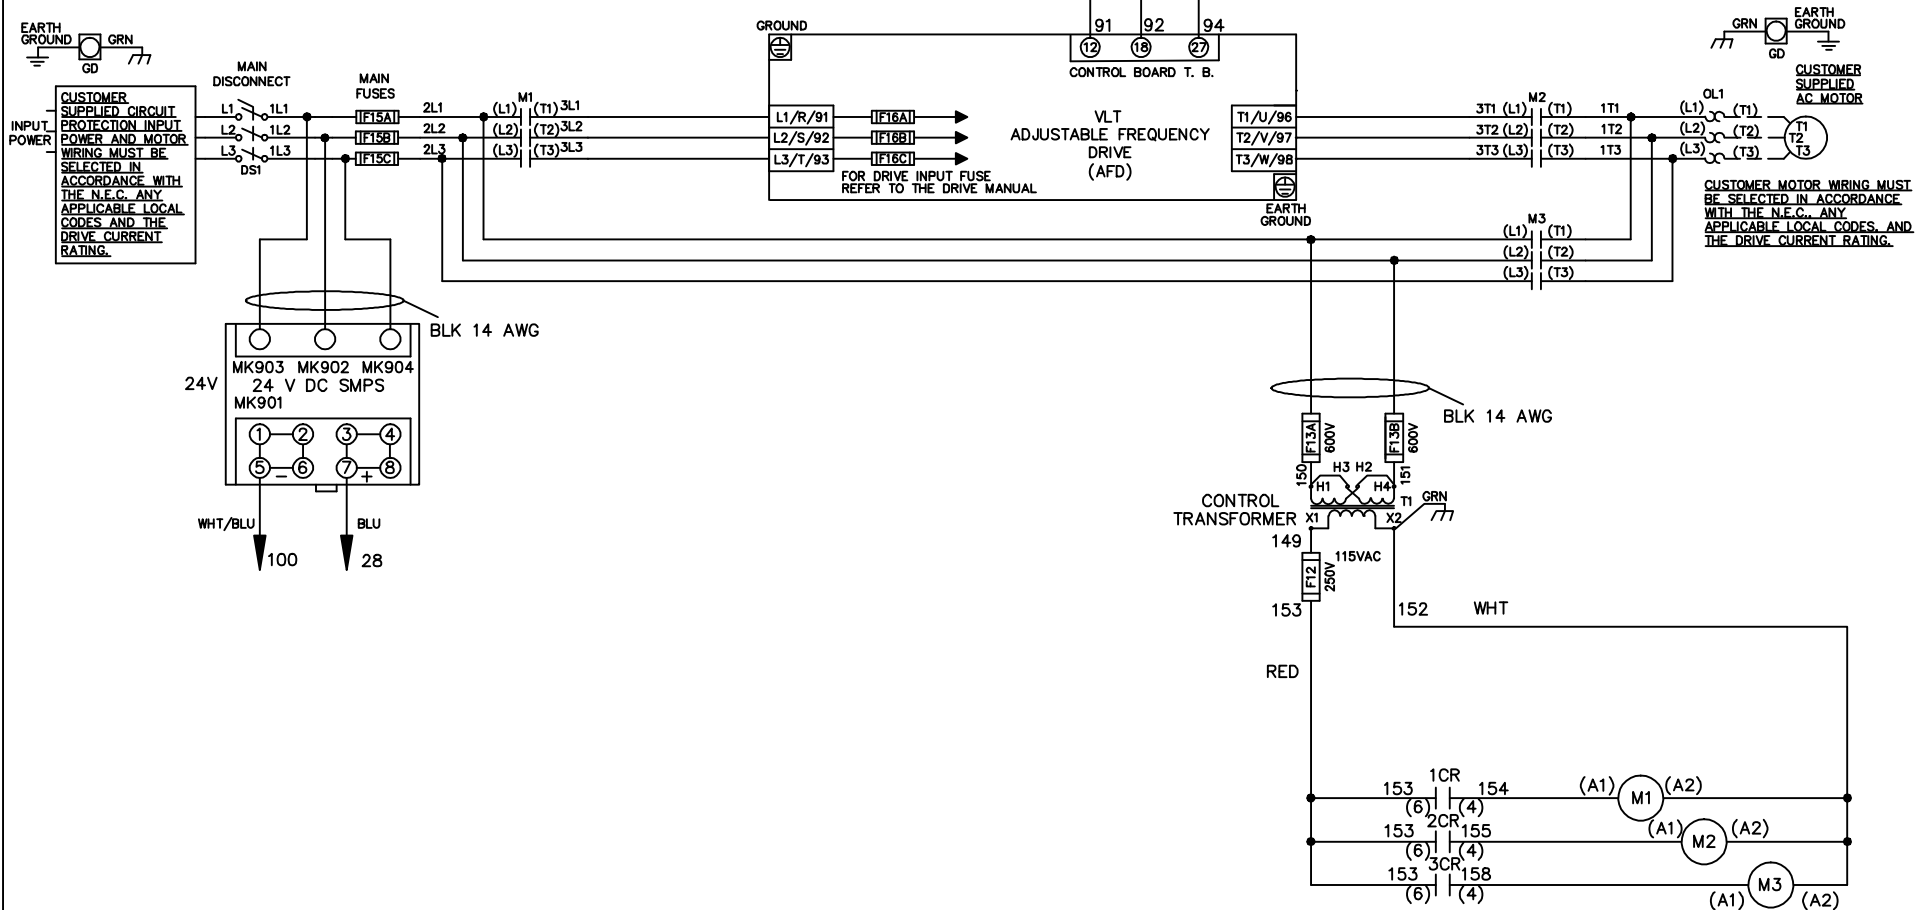 EARTH
GROUND
GRN
GD
CUSTOMER
SUPPLIED CIRCUIT
PROTECTION INPUT
POWER AND MOTOR
WIRING MUST BE
SELECTED IN
ACCORDANCE WITH
THE N.E.C. ANY
APPLICABLE LOCAL
CODES AND THE
DRIVE CURRENT
RATING.
INPUT
POWER
MAIN
DISCONNECT
L1 1L1
L2 1L2
L3 1L3
DS1
MAIN
FUSES
F15A
F15B
F15C
2L1
2L2
2L3
M1
(L1) (T1) 3L1
(L2) (T2) 3L2
(L3) (T3) 3L3
GROUND
91 92 94
12 18 27
CONTROL BOARD T. B.
L1/R/91
L2/S/92
L3/T/93
F16A
F16B
F16C
FOR DRIVE INPUT FUSE
REFER TO THE DRIVE MANUAL
VLT
ADJUSTABLE FREQUENCY
DRIVE
(AFD)
T1/U/96
T2/V/97
T3/W/98
EARTH
GROUND
M2
3T1 (L1) (T1) 1T1
3T2 (L2) (T2) 1T2
3T3 (L3) (T3) 1T3
M3
(L1) (T1)
(L2) (T2)
(L3) (T3)
GRN
EARTH
GROUND
GD
CUSTOMER
SUPPLIED
AC MOTOR
OL1
(L1) (T1)
(L2) (T2)
(L3) (T3)
T1
T2
T3
CUSTOMER MOTOR WIRING MUST
BE SELECTED IN ACCORDANCE
WITH THE N.E.C., ANY
APPLICABLE LOCAL CODES, AND
THE DRIVE CURRENT RATING.
BLK 14 AWG
MK903 MK902 MK904
24V
24 V DC SMPS
MK901
1 2 3 4
5 6 7 8
- +
WHT/BLU
BLU
100
28
BLK 14 AWG
F13A
600V
F13B
600V
150
151
H3 H2
H1 H4
T1
GRN
CONTROL
TRANSFORMER
X1 X2
149
115VAC
F12
250V
153
152
WHT
RED
1CR
153 154
(6) (4)
(A1) M1 (A2)
2CR
153 155
(6) (4)
(A1) M2 (A2)
3CR
153 158
(6) (4)
(A1) M3 (A2)